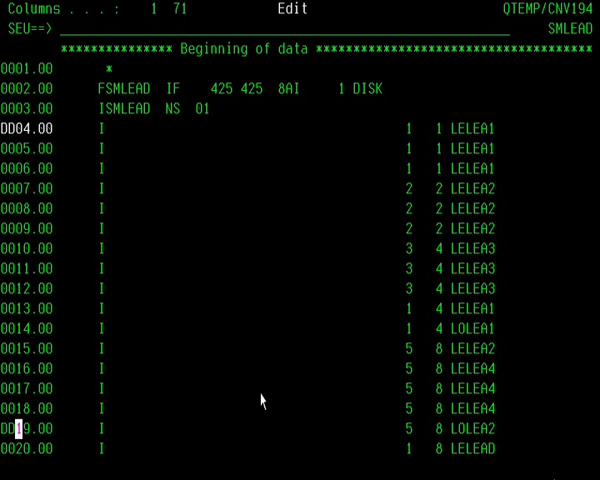 Columns . . . :    1  71                Edit                    QTEMP/CNV194
SEU==>                                                                SMLEAD
*************** Beginning of data *************************************
0001.00       *
0002.00      FSMLEAD  IF    425 425  8AI     1 DISK
0003.00      ISMLEAD  NS  01
DD04.00      I                                        1   1 LELEA1
0005.00      I                                        1   1 LELEA1
0006.00      I                                        1   1 LELEA1
0007.00      I                                        2   2 LELEA2
0008.00      I                                        2   2 LELEA2
0009.00      I                                        2   2 LELEA2
0010.00      I                                        3   4 LELEA3
0011.00      I                                        3   4 LELEA3
0012.00      I                                        3   4 LELEA3
0013.00      I                                        1   4 LELEA1
0014.00      I                                        1   4 LOLEA1
0015.00      I                                        5   8 LELEA2
0016.00      I                                        5   8 LELEA4
0017.00      I                                        5   8 LELEA4
0018.00      I                                        5   8 LELEA4
DD19.00      I                                        5   8 LOLEA2
0020.00      I                                        1   8 LELEAD